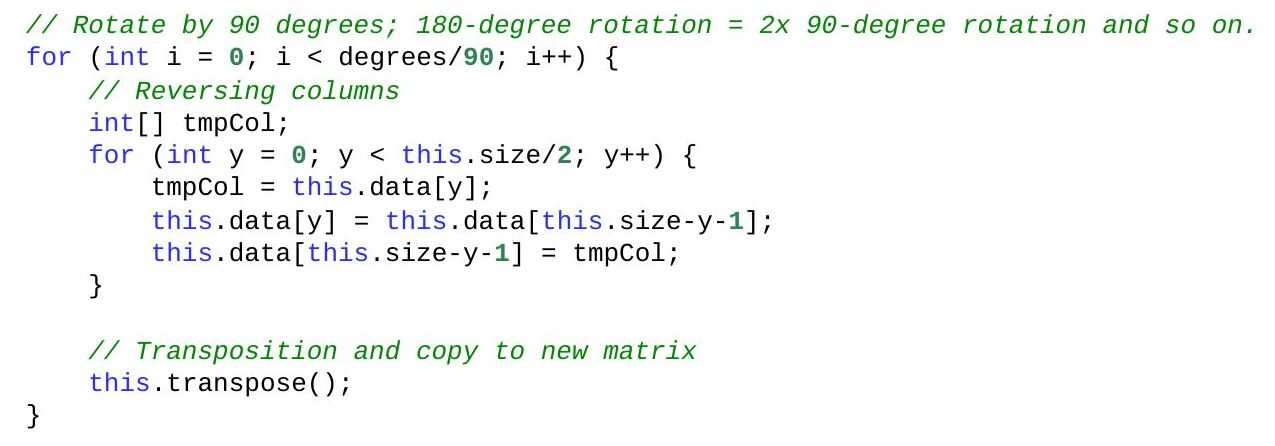 // Rotate by 90 degrees; 180-degree rotation = 2x 90-degree rotation and so on.
for (int i = 0; i < degrees/90; i++) {
    // Reversing columns
    int[] tmpCol;
    for (int y = 0; y < this.size/2; y++) {
        tmpCol = this.data[y];
        this.data[y] = this.data[this.size-y-1];
        this.data[this.size-y-1] = tmpCol;
    }

    // Transposition and copy to new matrix
    this.transpose();
}